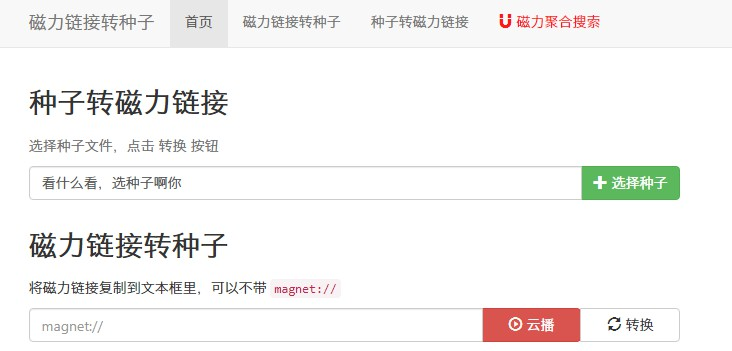 磁力链接转种子 首页 磁力链接转种子 种子转磁力链接 磁力聚合搜索
种子转磁力链接
选择种子文件，点击 转换 按钮
看什么看，选种子啊你 选择种子
磁力链接转种子
将磁力链接复制到文本框里，可以不带 magnet://
magnet:// 云播 转换